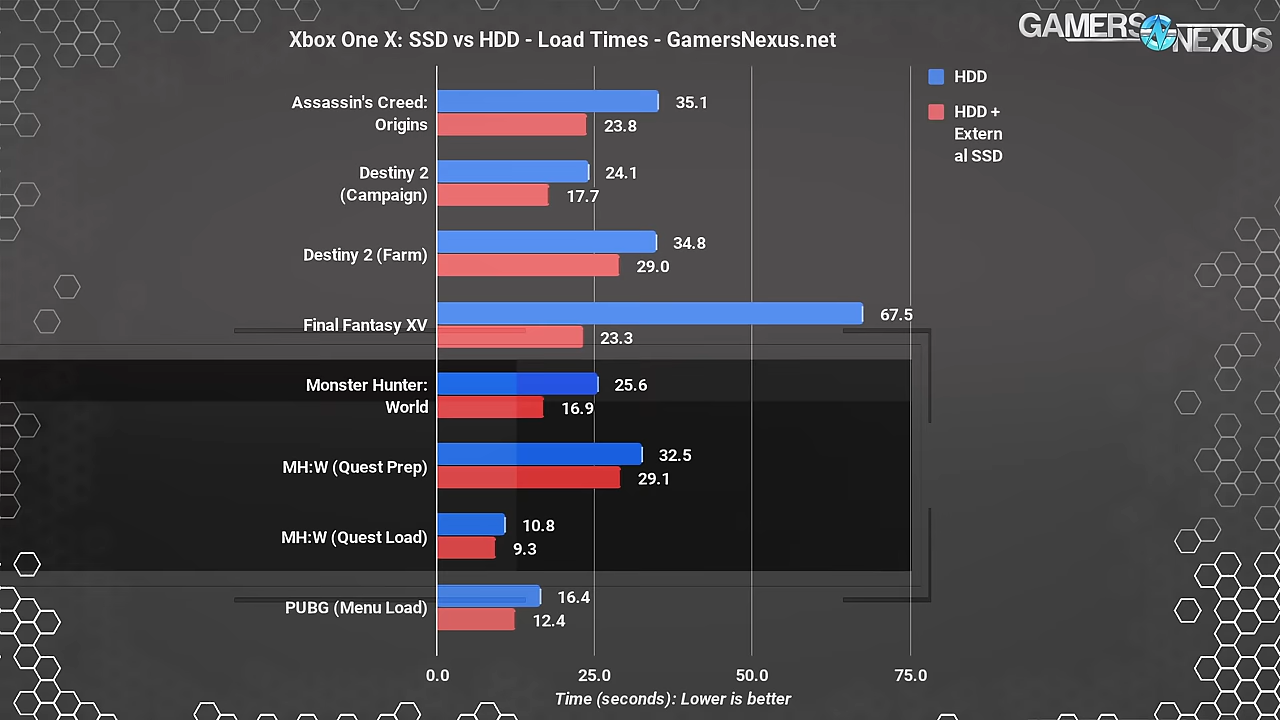 Xbox One X: SSD vs HDD - Load Times - GamersNexus.net
GAMERS NEXUS
HDD
HDD +
Extern
al SSD
Assassin's Creed:
Origins
35.1
23.8
Destiny 2
(Campaign)
24.1
17.7
Destiny 2 (Farm)
34.8
29.0
Final Fantasy XV
67.5
23.3
Monster Hunter:
World
25.6
16.9
MH:W (Quest Prep)
32.5
29.1
MH:W (Quest Load)
10.8
9.3
PUBG (Menu Load)
16.4
12.4
0.0 25.0 50.0 75.0
Time (seconds): Lower is better